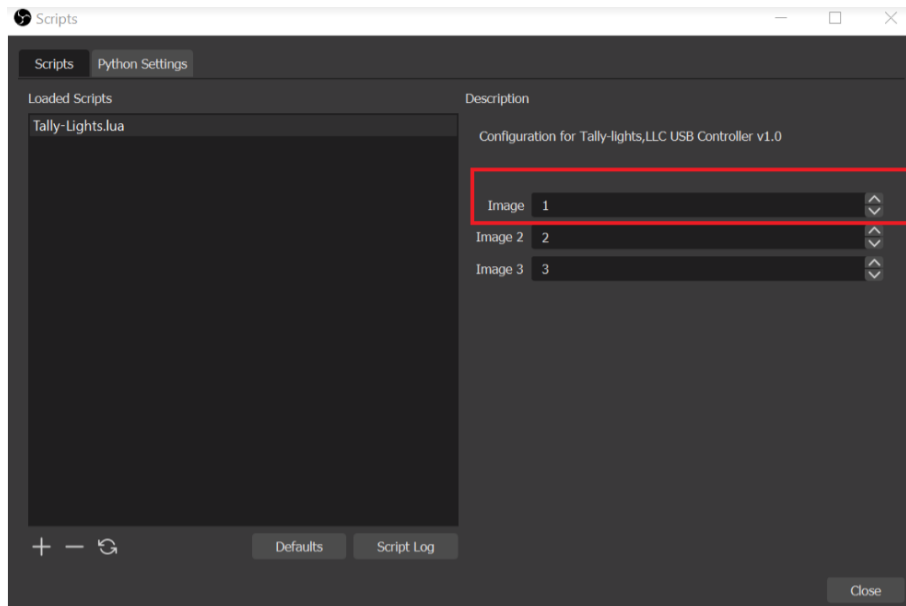 Scripts
Scripts Python Settings
Loaded Scripts
Tally-Lights.lua
Defaults Script Log
Description
Configuration for Tally-lights,LLC USB Controller v1.0
Image 1
Image 2 2
Image 3 3
Close